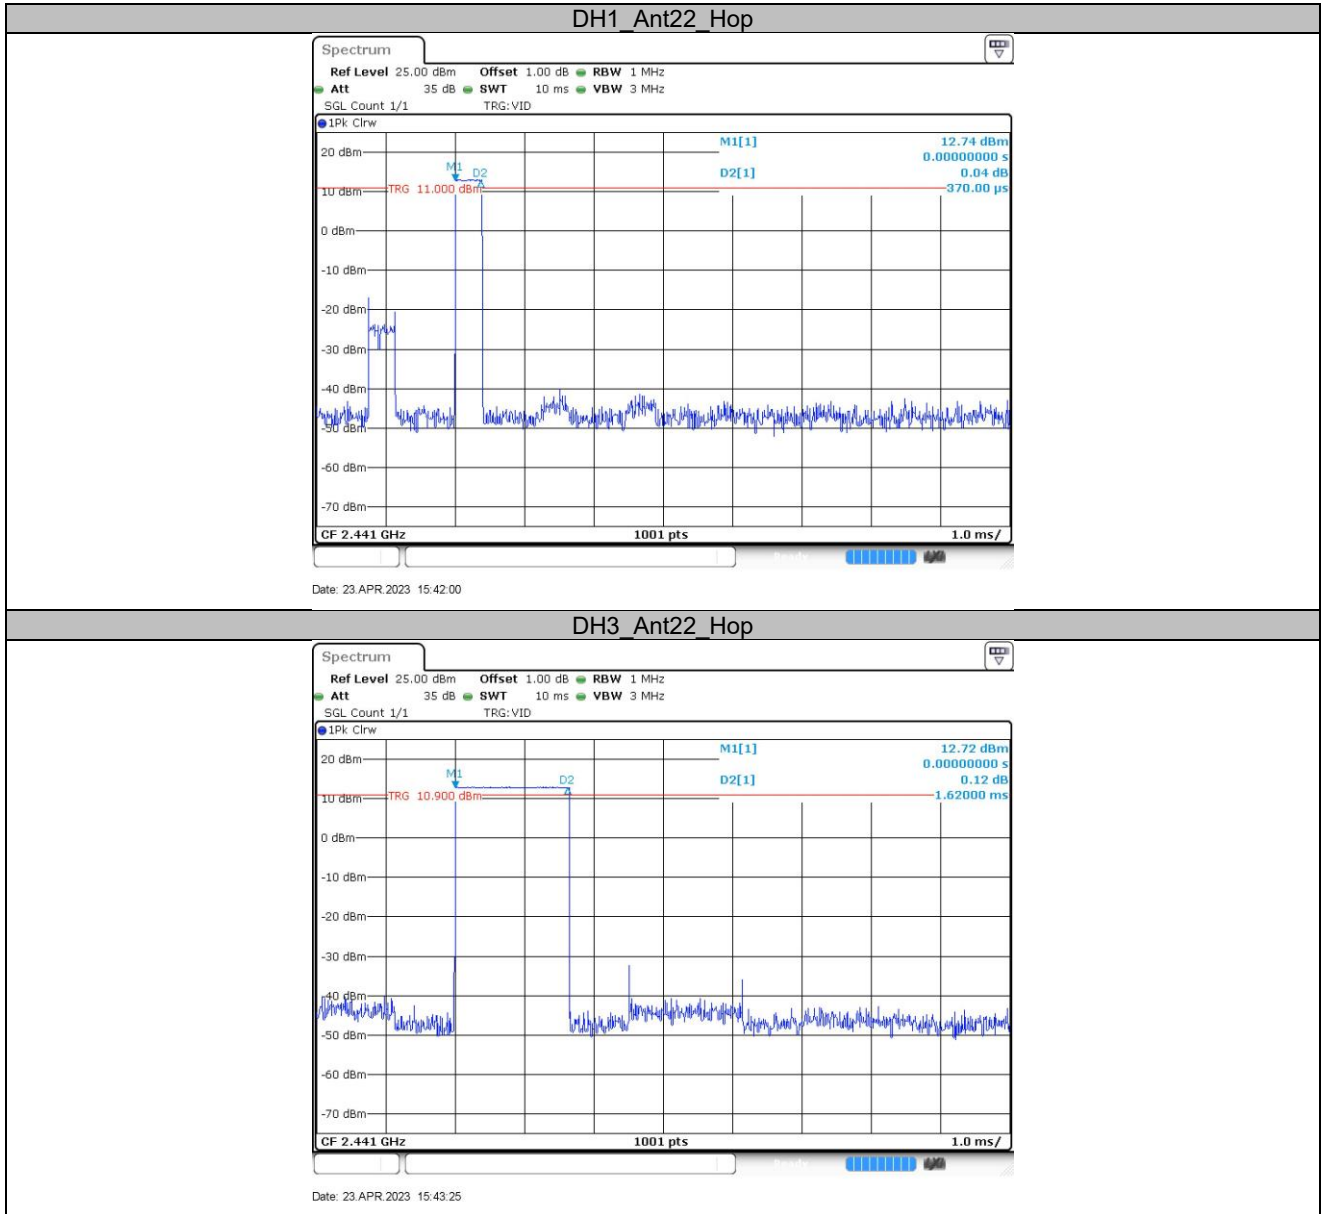 DH1_Ant22_Hop
Spectrum
Ref Level 25.00 dBm Offset 1.00 dB RBW 1 MHz
Att 35 dB SWT 10 ms VBW 3 MHz
SGL Count 1/1 TRG:VID
1Pk Clrw
M1[1] 12.74 dBm
0.00000000 s
D2[1] 0.04 dB
370.00 µs
20 dBm
M1 D2
10 dBm TRG 11.000 dBm
0 dBm
-10 dBm
-20 dBm
-30 dBm
-40 dBm
-50 dBm
-60 dBm
-70 dBm
CF 2.441 GHz 1001 pts 1.0 ms/
Ready
Date: 23.APR.2023 15:42:00
DH3_Ant22_Hop
Spectrum
Ref Level 25.00 dBm Offset 1.00 dB RBW 1 MHz
Att 35 dB SWT 10 ms VBW 3 MHz
SGL Count 1/1 TRG:VID
1Pk Clrw
M1[1] 12.72 dBm
0.00000000 s
D2[1] 0.12 dB
1.62000 ms
20 dBm
M1 D2
10 dBm TRG 10.900 dBm
0 dBm
-10 dBm
-20 dBm
-30 dBm
-40 dBm
-50 dBm
-60 dBm
-70 dBm
CF 2.441 GHz 1001 pts 1.0 ms/
Ready
Date: 23.APR.2023 15:43:25